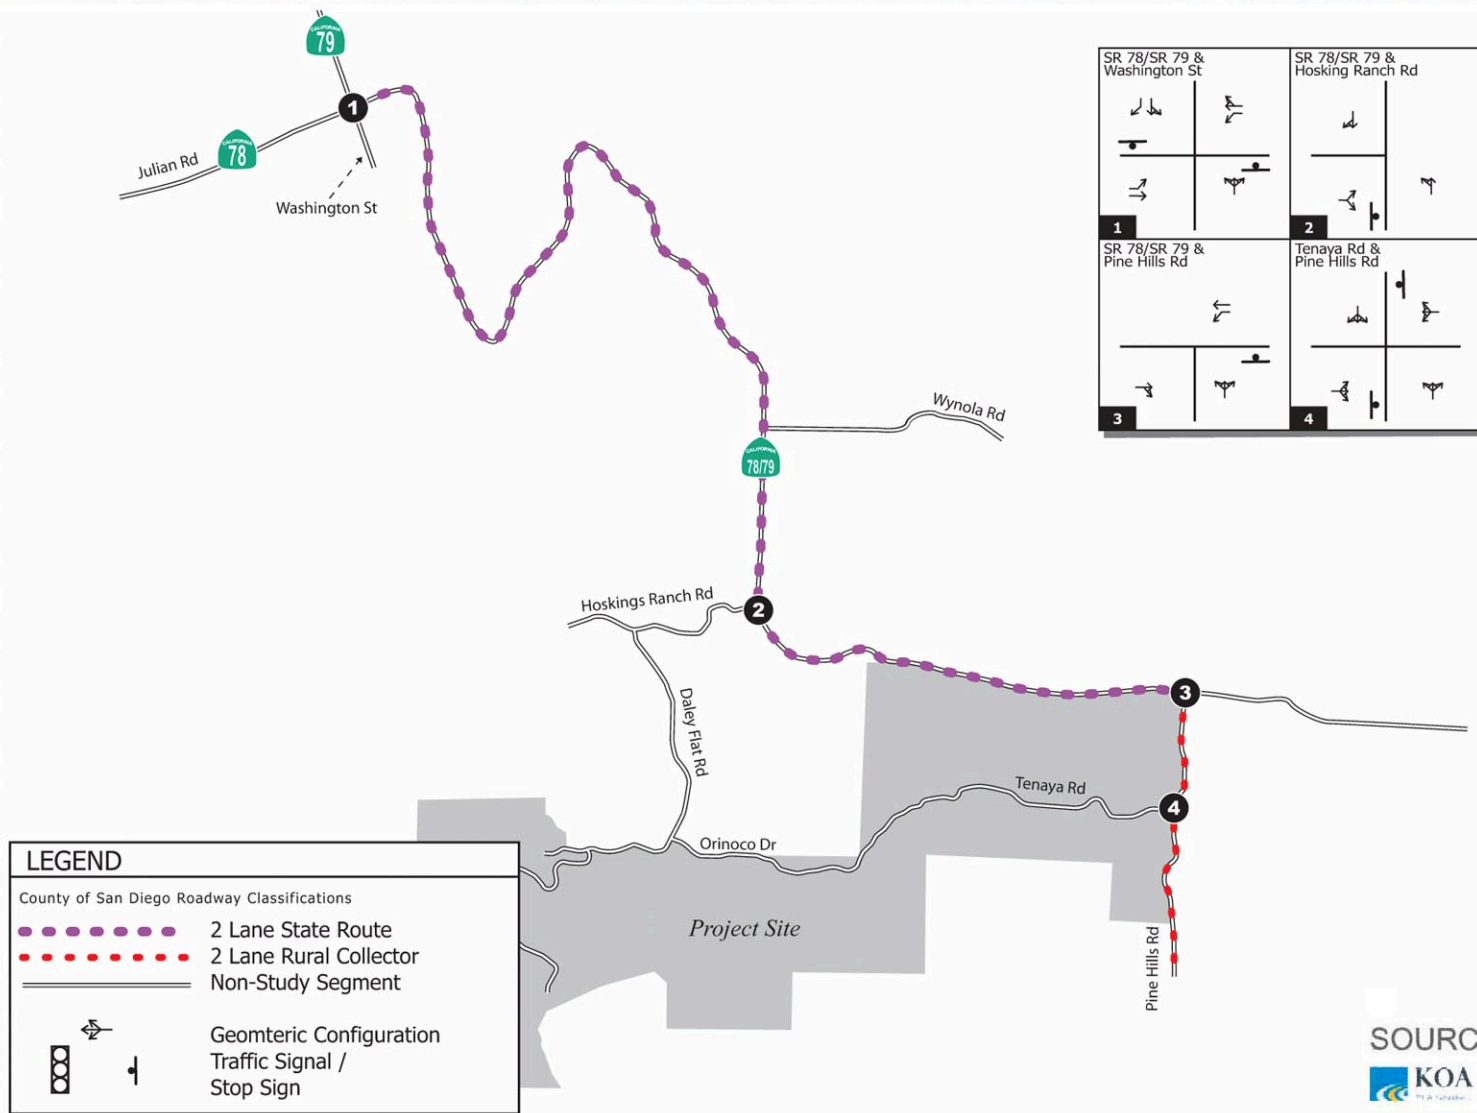 CALIFORNIA
79
1
CALIFORNIA
78
Julian Rd
Washington St
SR 78/SR 79 &
Washington St
1
SR 78/SR 79 &
Hosking Ranch Rd
2
SR 78/SR 79 &
Pine Hills Rd
3
Tenaya Rd &
Pine Hills Rd
4
Wynola Rd
CALIFORNIA
78/79
Hoskings Ranch Rd
2
3
Daley Flat Rd
Tenaya Rd
4
Orinoco Dr
Project Site
Pine Hills Rd
LEGEND
County of San Diego Roadway Classifications
2 Lane State Route
2 Lane Rural Collector
Non-Study Segment
Geomteric Configuration
Traffic Signal /
Stop Sign
SOURC
KOA